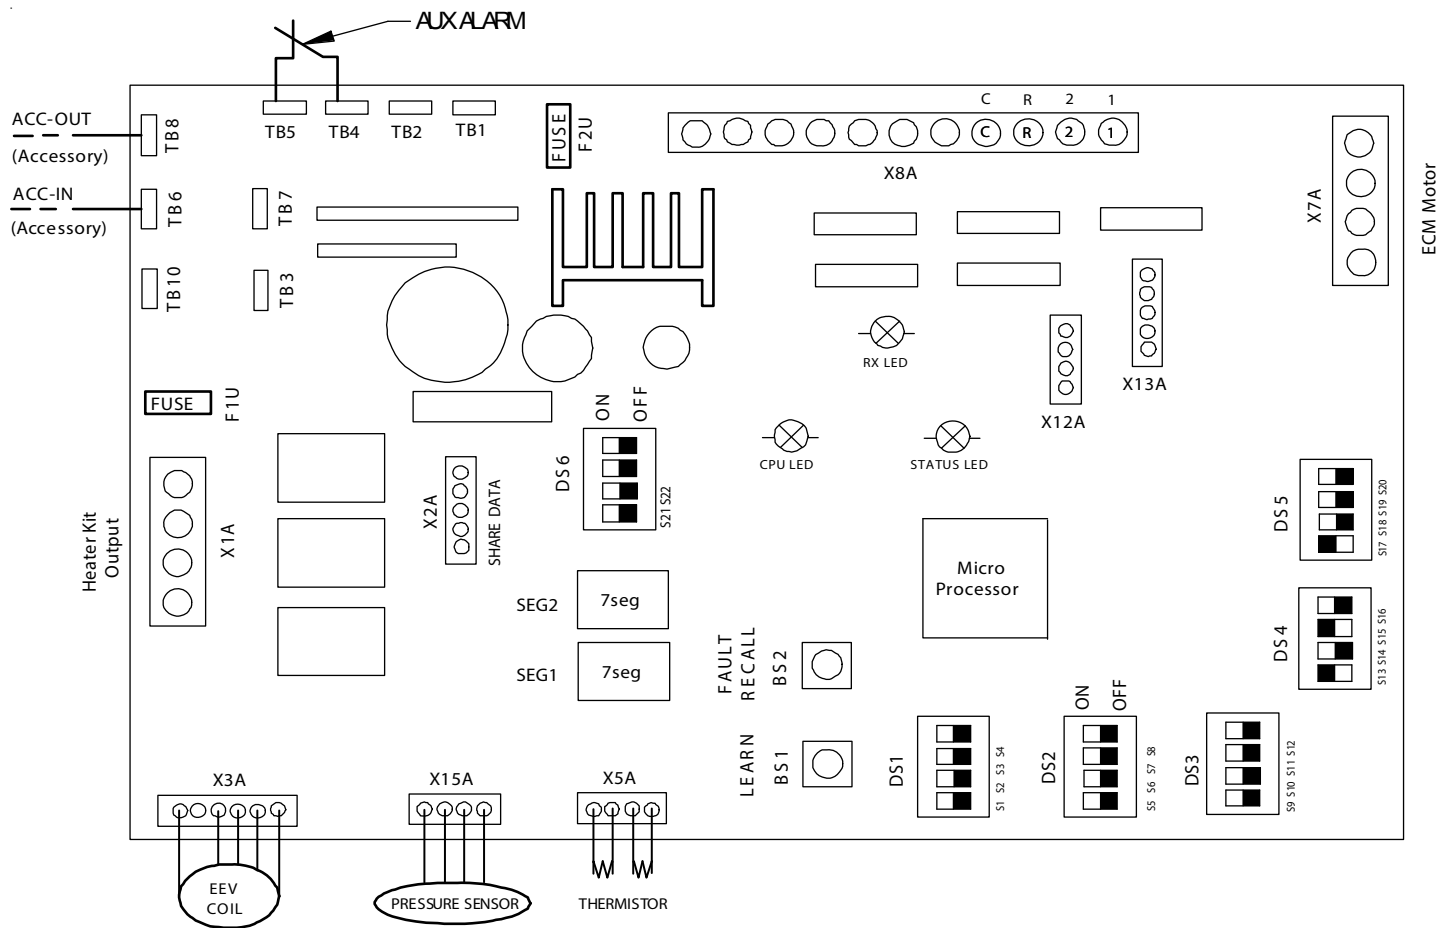 AUX ALARM
C R 2 1
ACC-OUT
(Accessory)
TB8
TB5
TB4
TB2
TB1
FUSE
F2U
C R 2 1
X8A
X7A
ECM Motor
ACC-IN
(Accessory)
TB6
TB7
TB10
TB3
RX LED
X13A
X12A
FUSE
F1U
ON
OFF
DS6
S21 S22
CPU LED
STATUS LED
Heater Kit
Output
X1A
X2A
SHARE DATA
DS5
S17 S18 S19 S20
Micro
Processor
SEG2
7seg
SEG1
7seg
FAULT
RECALL
BS2
DS4
S13 S14 S15 S16
LEARN
BS1
DS1
S1 S2 S3 S4
ON
OFF
DS2
S5 S6 S7 S8
DS3
S9 S10 S11 S12
X3A
X15A
X5A
EEV
COIL
PRESSURE SENSOR
THERMISTOR